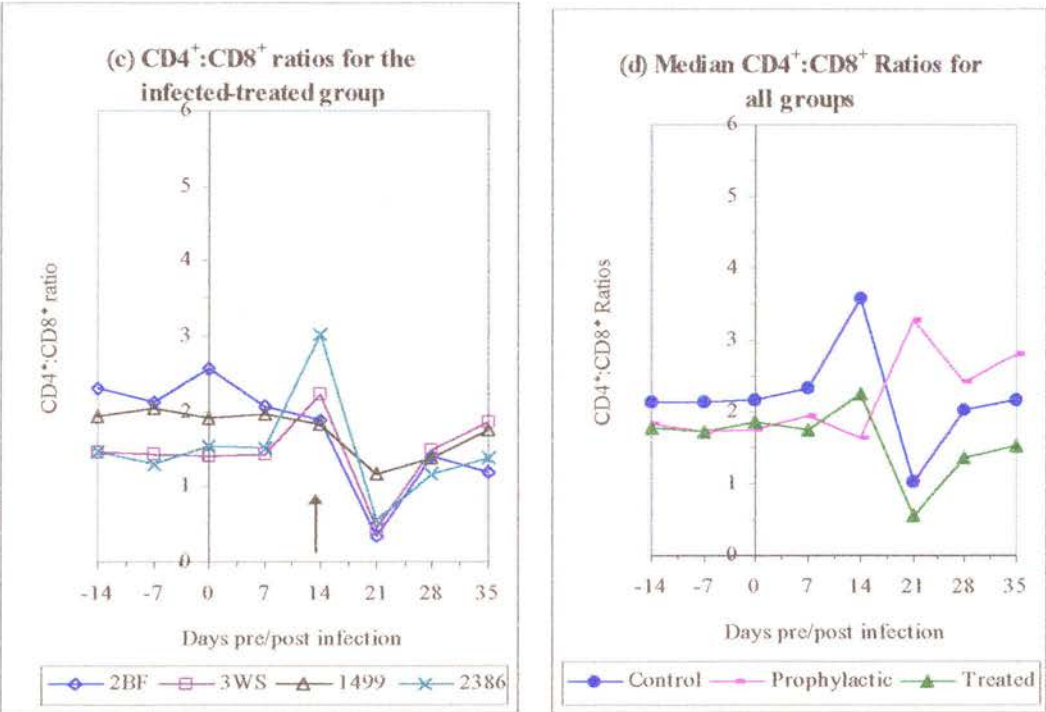 (c) CD4⁺:CD8⁺ ratios for the
infected-treated group
6
5
4
3
2
1
0
CD4⁺:CD8⁺ ratio
-14 -7 0 7 14 21 28 35
Days pre/post infection
2BF 3WS 1499 2386
(d) Median CD4⁺:CD8⁺ Ratios for
all groups
6
5
4
3
2
1
0
CD4⁺:CD8⁺ Ratios
-14 -7 0 7 14 21 28 35
Days pre/post infection
Control Prophylactic Treated